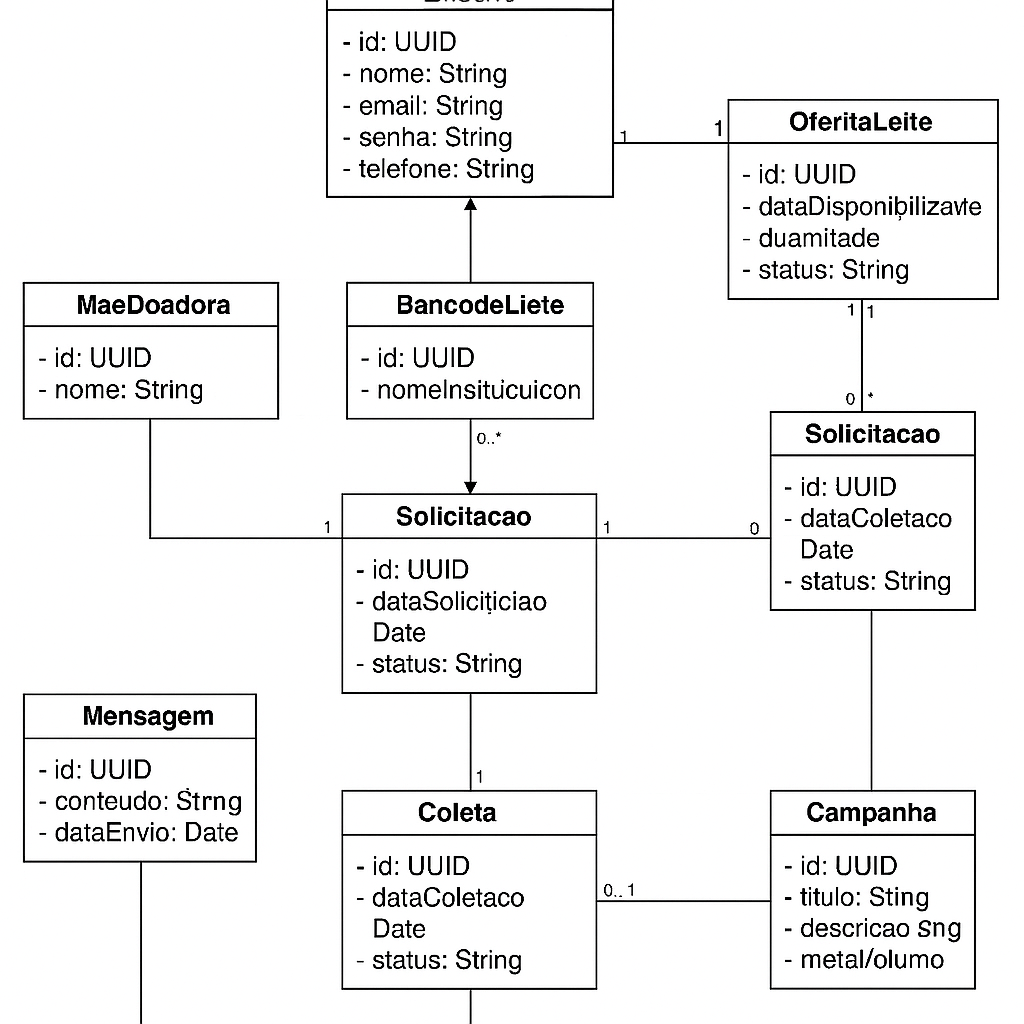 - id: UUID
- nome: String
- email: String
- senha: String
- telefone: String
1
1
OferitaLeite
- id: UUID
- dataDisponibilizavte
- duamitade
- status: String
1 1
0 *
MaeDoadora
- id: UUID
- nome: String
BancodeLiete
- id: UUID
- nomeInsitucuicon
0..*
Solicitacao
- id: UUID
- dataColetaco
Date
- status: String
1
Solicitacao
1
0
- id: UUID
- dataSoliciticiao
Date
- status: String
Mensagem
- id: UUID
- conteudo: Strng
- dataEnvio: Date
1
Coleta
- id: UUID
- dataColetaco
Date
- status: String
0..1
Campanha
- id: UUID
- titulo: Sting
- descricao Sng
- metal/olumo